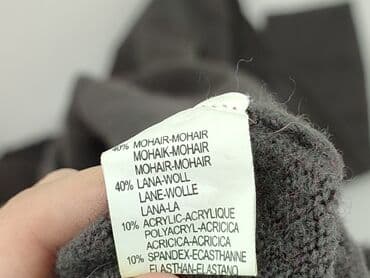 40% MOHAIR-MOHAIR
MOHAIK-MOHAIR
MOHAIR-MOHAIR
40% LANA-WOLL
LANE-WOLLE
LANA-LA
10% ACRYLIC-ACRYLIQUE
POLYACRYL-ACRICICA
ACRICICA-ACRICICA
10% SPANDEX-ECASTHANNE
ELASTHAN-ELASTANO